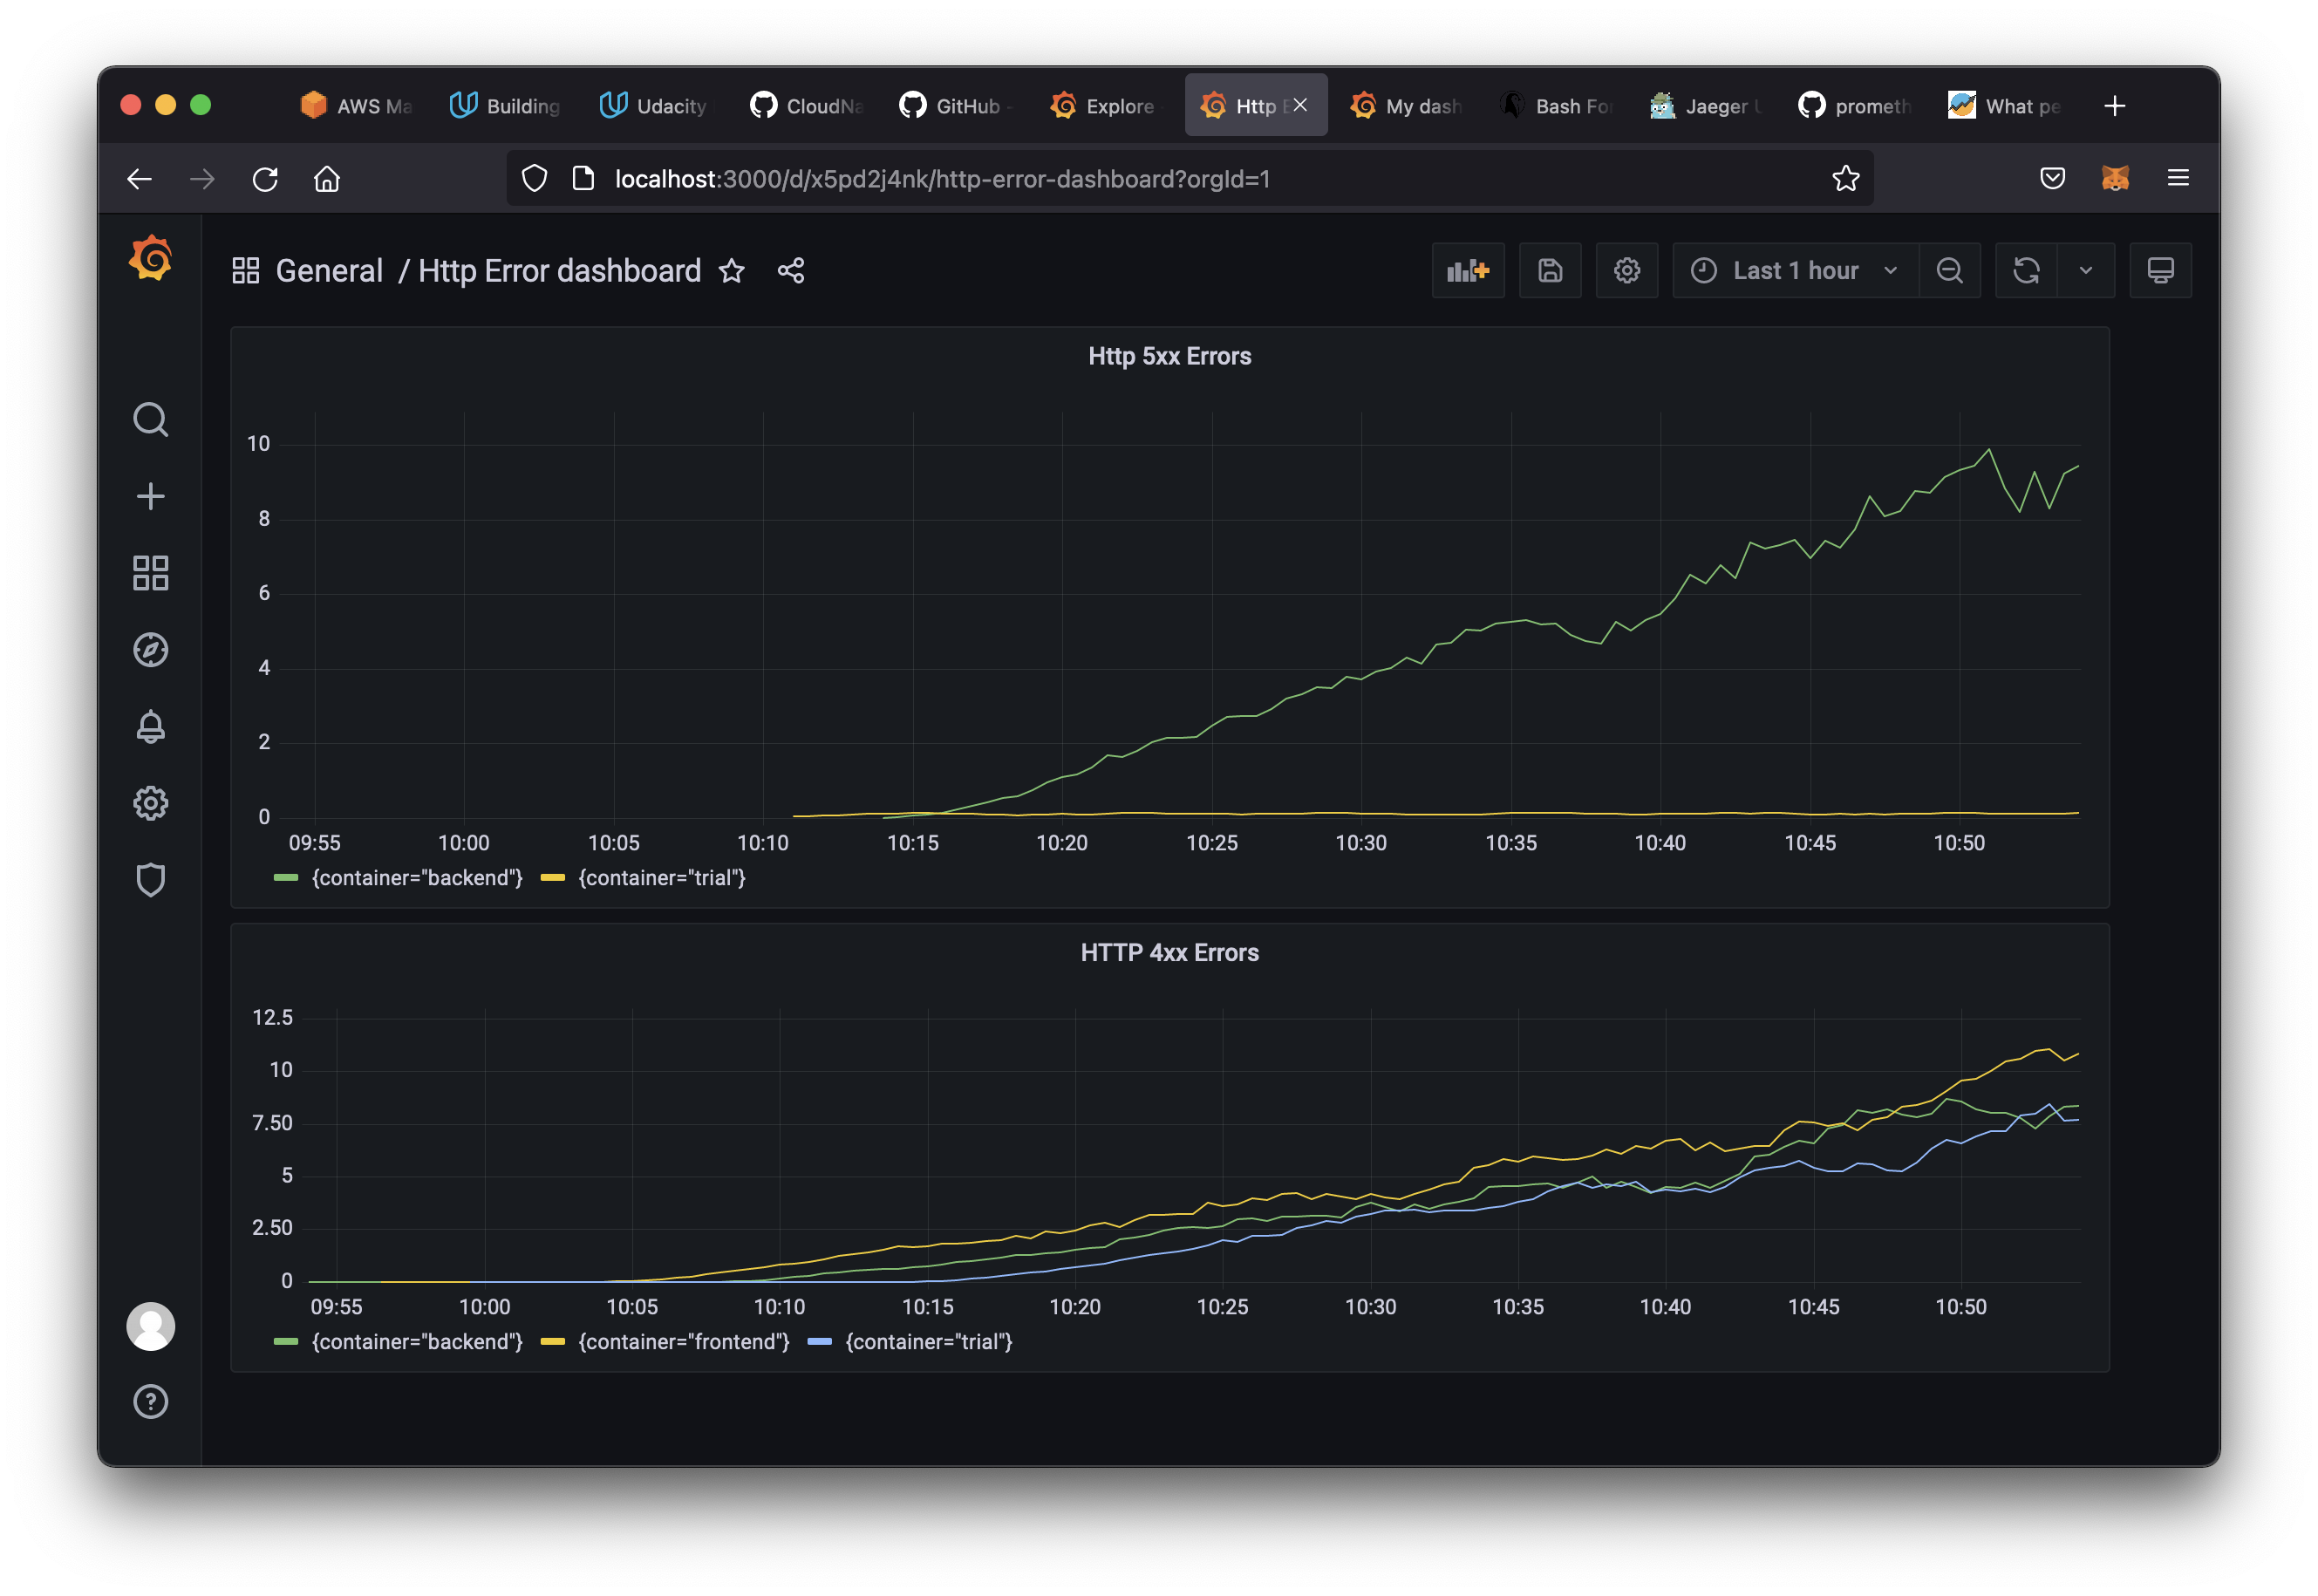 AWS Ma
Building
Udacity
CloudNa
GitHub -
Explore
Http E
My dash
Bash For
Jaeger U
prometh
What pe
localhost:3000/d/x5pd2j4nk/http-error-dashboard?orgId=1
General / Http Error dashboard
Last 1 hour
Http 5xx Errors
10
8
6
4
2
0
09:55 10:00 10:05 10:10 10:15 10:20 10:25 10:30 10:35 10:40 10:45 10:50
{container="backend"} {container="trial"}
HTTP 4xx Errors
12.5
10
7.50
5
2.50
0
09:55 10:00 10:05 10:10 10:15 10:20 10:25 10:30 10:35 10:40 10:45 10:50
{container="backend"} {container="frontend"} {container="trial"}